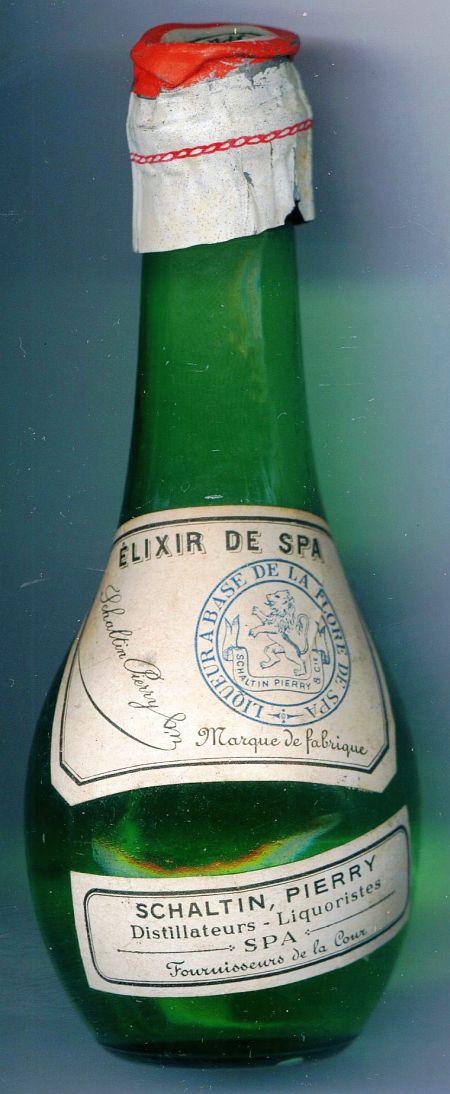 ÉLIXIR DE SPA
LIQUEUR A BASE DE LA FLORE DE SPA
SCHALTIN PIERRY & Cie
Schaltin Pierry
Marque de fabrique
SCHALTIN, PIERRY
Distillateurs - Liquoristes
SPA
Fournisseurs de la Cour